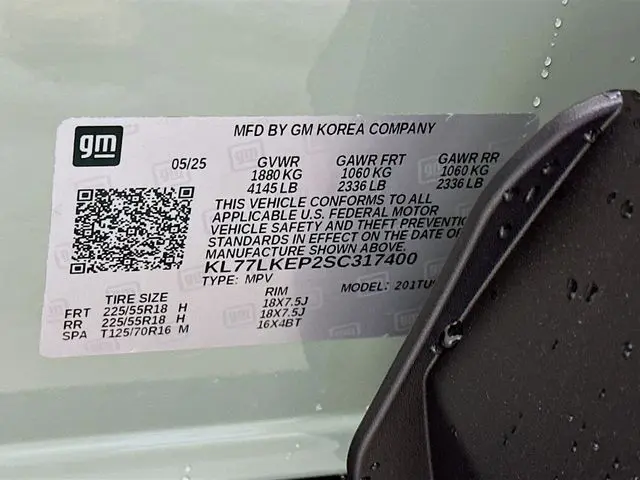 gm
MFD BY GM KOREA COMPANY
05/25 GVWR GAWR FRT GAWR RR
1880 KG 1060 KG 1060 KG
4145 LB 2336 LB 2336 LB
THIS VEHICLE CONFORMS TO ALL
APPLICABLE U.S. FEDERAL MOTOR
VEHICLE SAFETY AND THEFT
STANDARDS IN EFFECT ON THE DATE OF
MANUFACTURE SHOWN ABOVE.
KL77LKEP2SC317400
TYPE: MPV MODEL:
TIRE SIZE RIM
FRT 225/55R18 H 18X7.5J
RR 225/55R18 H 18X7.5J
SPA T125/70R16 M 16X4BT